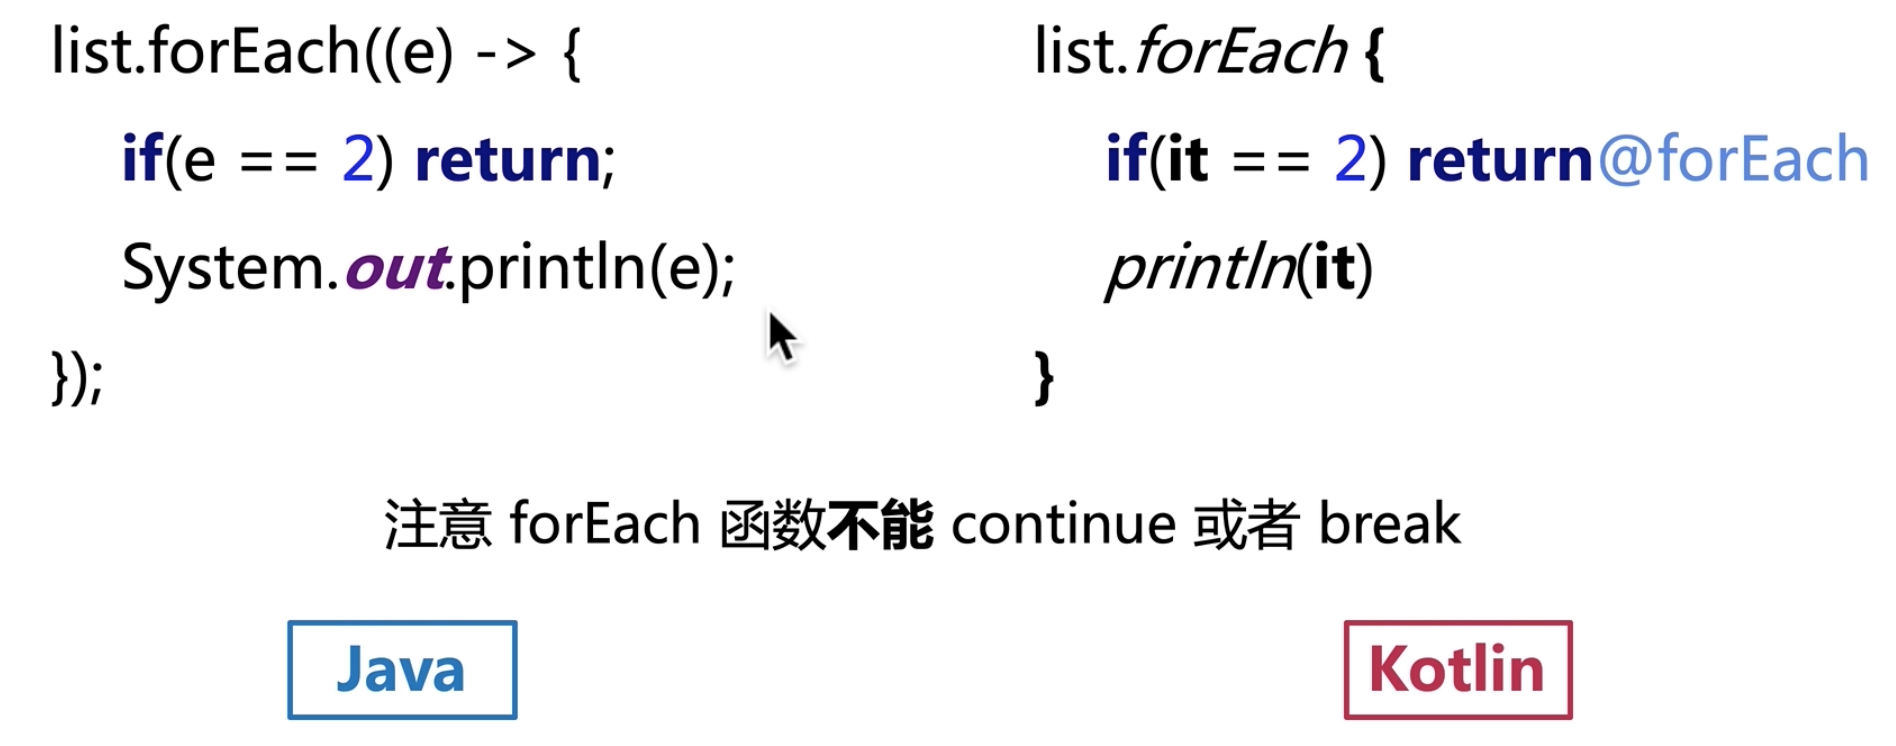 list.forEach((e) -> {
if(e == 2) return;
System.out.println(e);
});
list.forEach {
if(it == 2) return@forEach
println(it)
}
注意 forEach 函数不能 continue 或者 break
Java
Kotlin